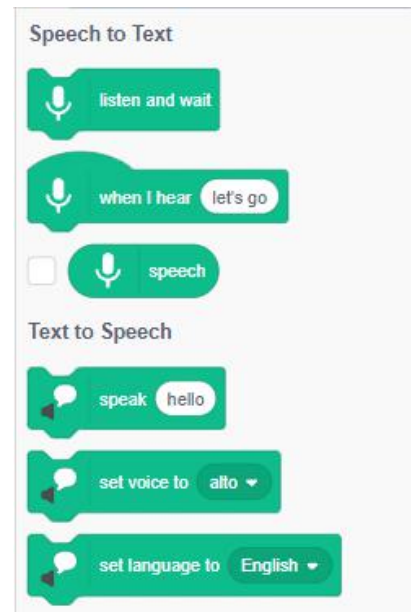 Speech to Text
listen and wait
when I hear let's go
speech
Text to Speech
speak hello
set voice to alto
set language to English